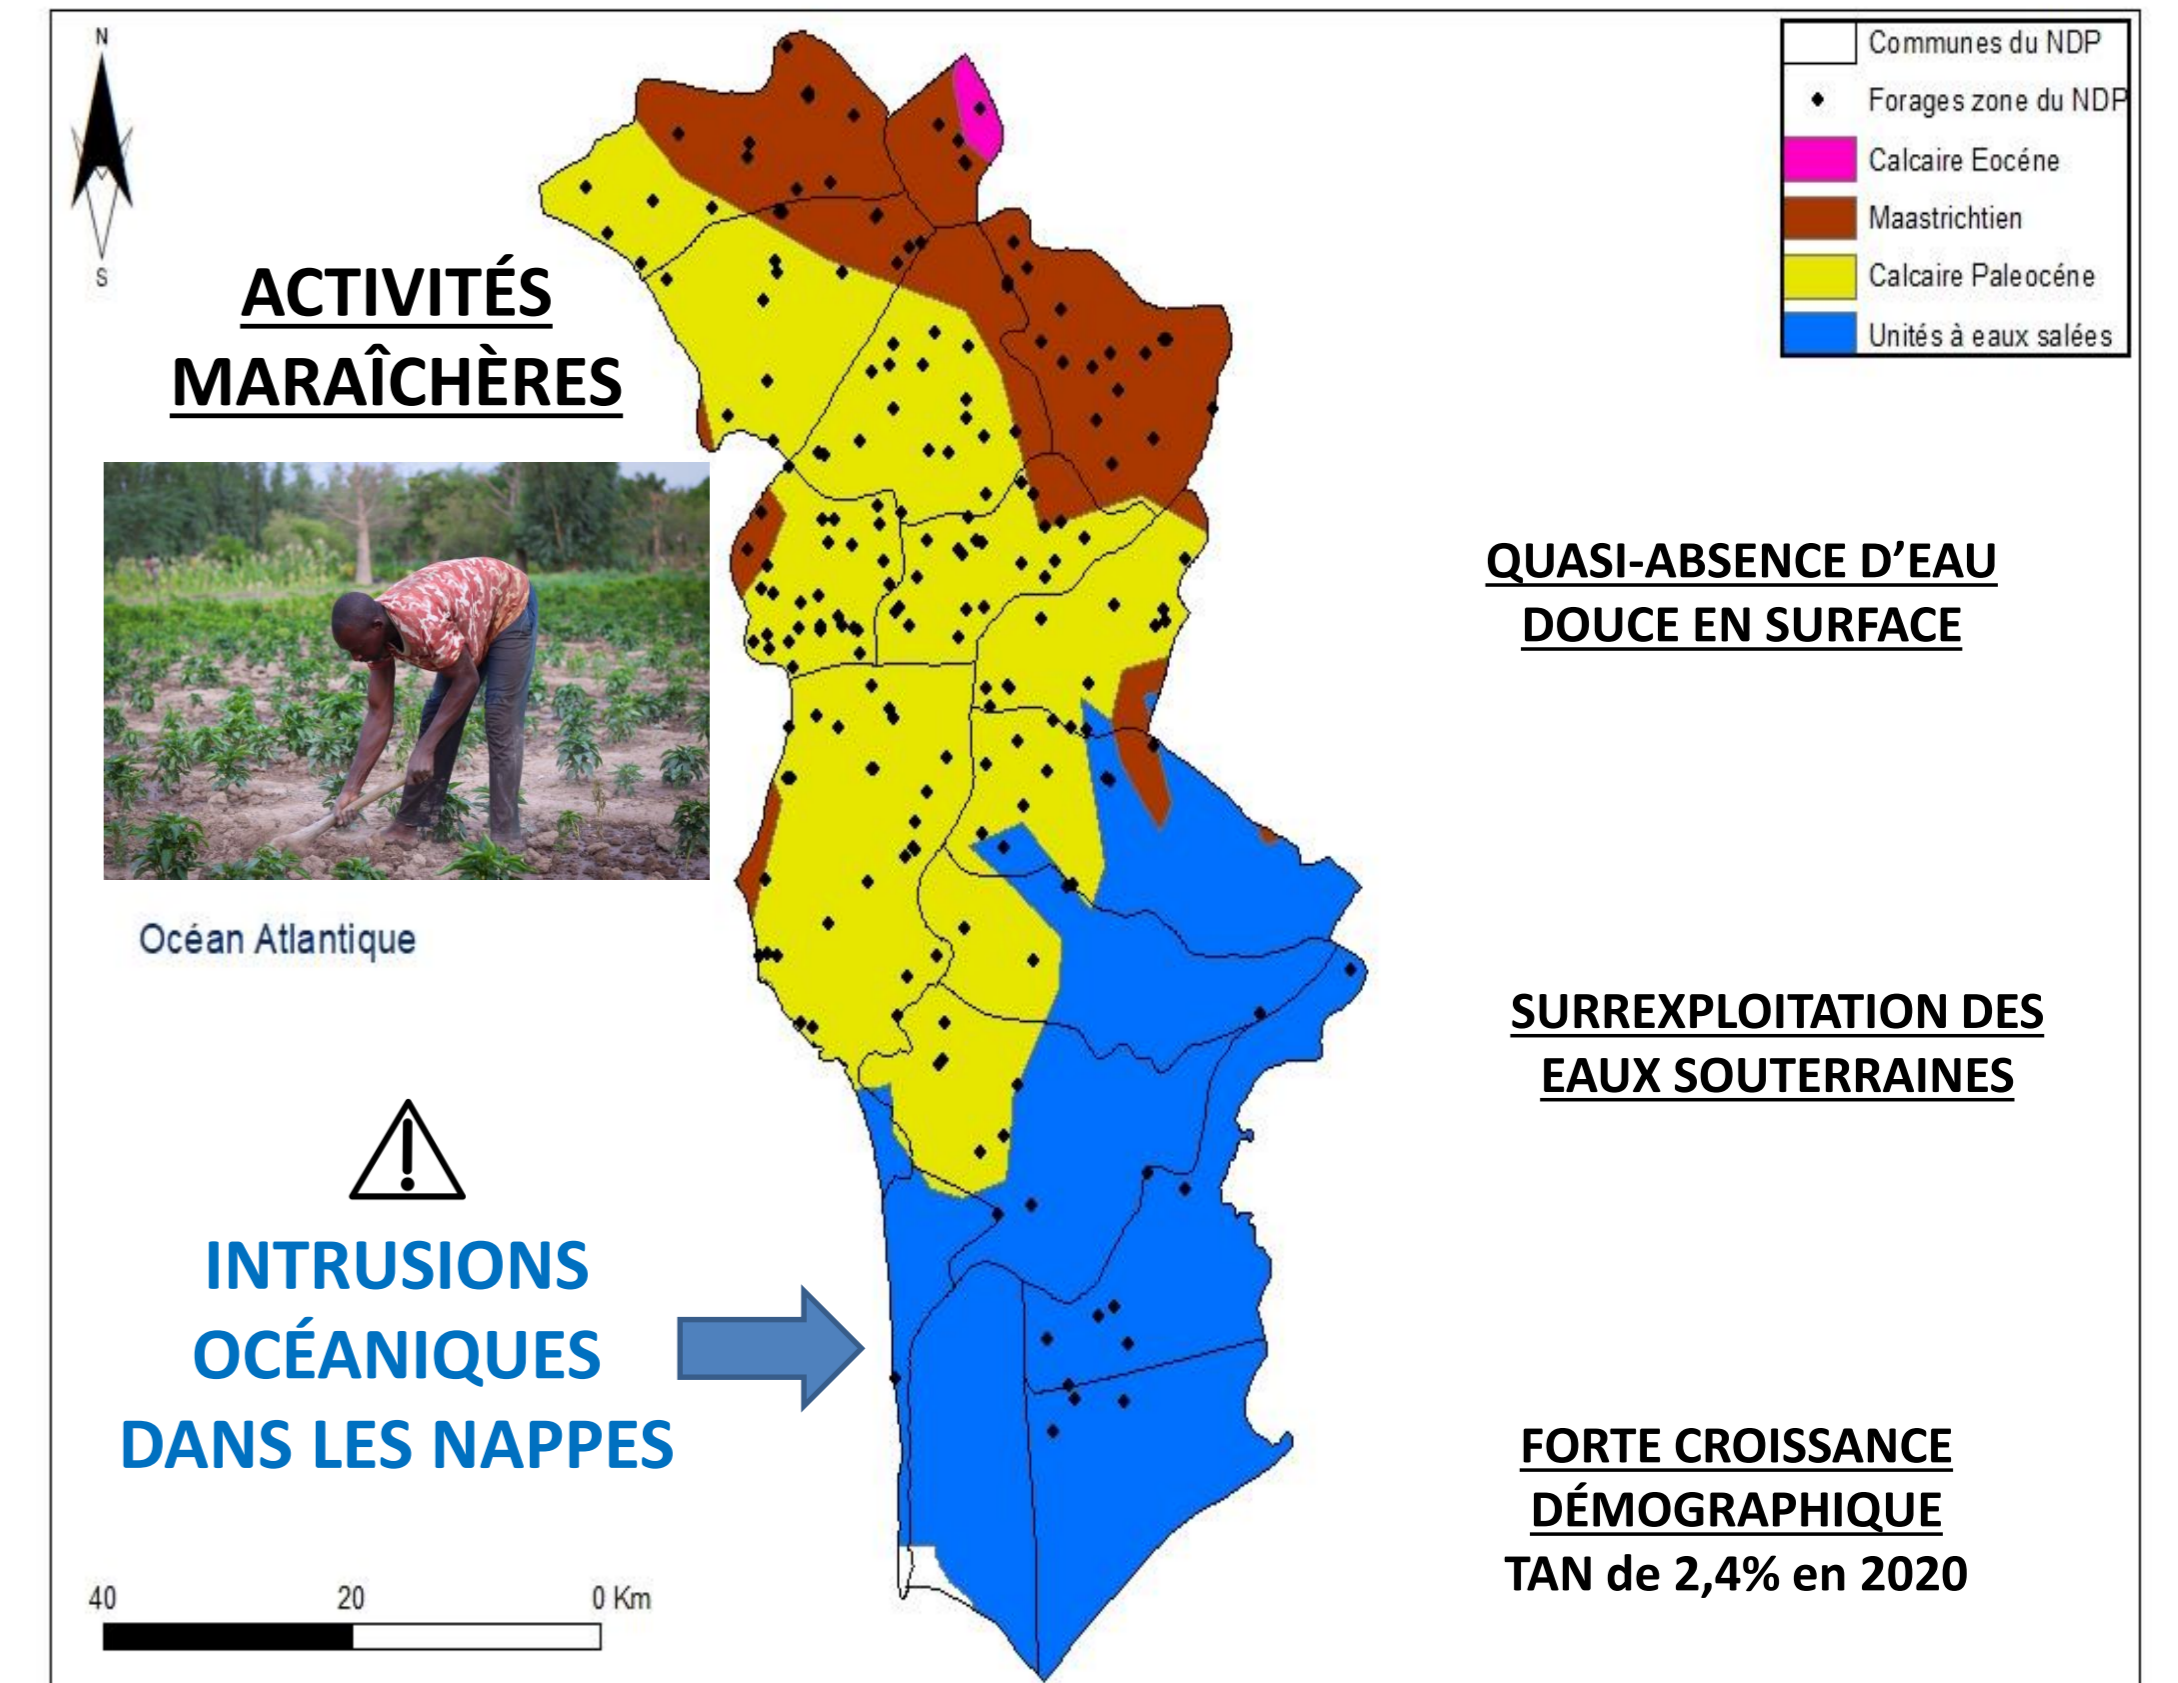 N
S
Communes du NDP
Forages zone du NDP
Calcaire Eocéne
Maastrichtien
Calcaire Paleocéne
Unités à eaux salées
ACTIVITÉS
MARAÎCHÈRES
QUASI-ABSENCE D’EAU
DOUCE EN SURFACE
Océan Atlantique
SURREXPLOITATION DES
EAUX SOUTERRAINES
INTRUSIONS
OCÉANIQUES
DANS LES NAPPES
FORTE CROISSANCE
DÉMOGRAPHIQUE
TAN de 2,4% en 2020
40 20 0 Km